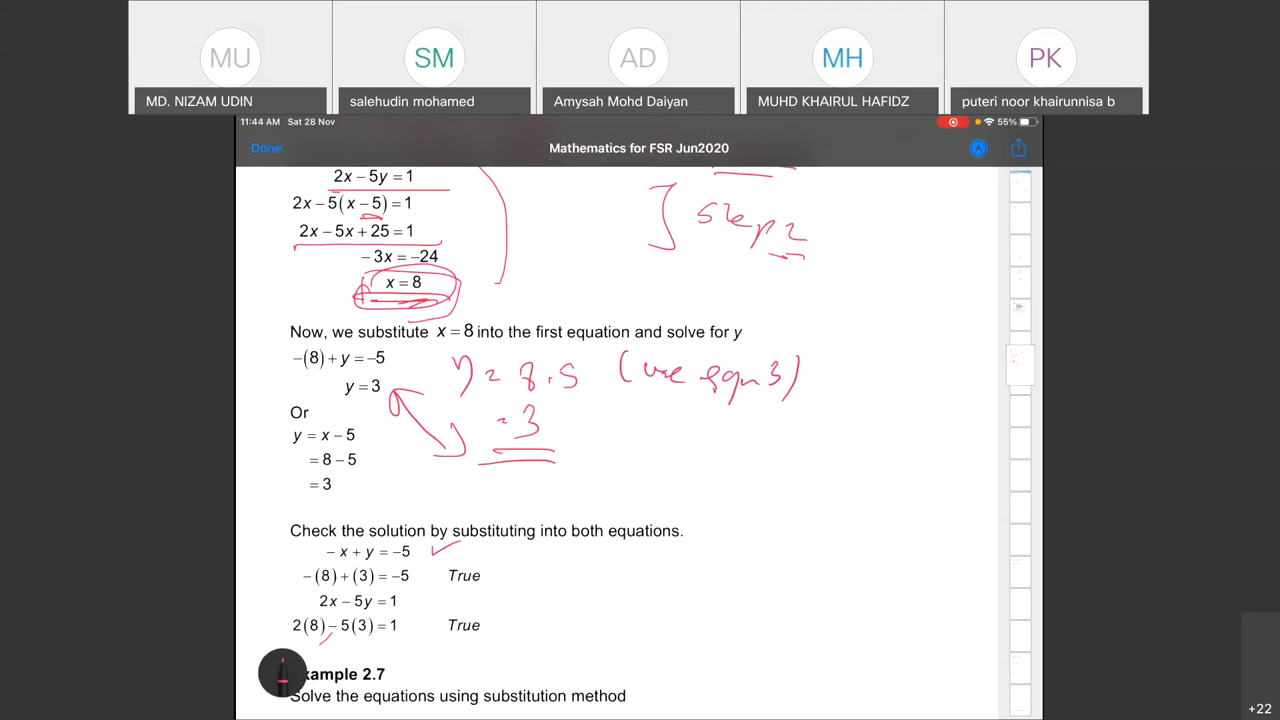 MU
SM
AD
MH
PK
MD. NIZAM UDIN
salehudin mohamed
Amysah Mohd Daiyan
MUHD KHAIRUL HAFIDZ
puteri noor khairunnisa b
11:44 AM Sat 28 Nov
55%
Done
Mathematics for FSR Jun2020
2x − 5y = 1
2x − 5(x − 5) = 1
step 2
2x − 5x + 25 = 1
−3x = −24
x = 8
Now, we substitute x = 8 into the first equation and solve for y
−(8) + y = −5
y = 8 - 5 (use eqn 3)
y = 3
= 3
Or
y = x − 5
= 8 − 5
= 3
Check the solution by substituting into both equations.
− x + y = −5
−(8) + (3) = −5 True
2x − 5y = 1
2(8) − 5(3) = 1 True
xample 2.7
Solve the equations using substitution method
+22